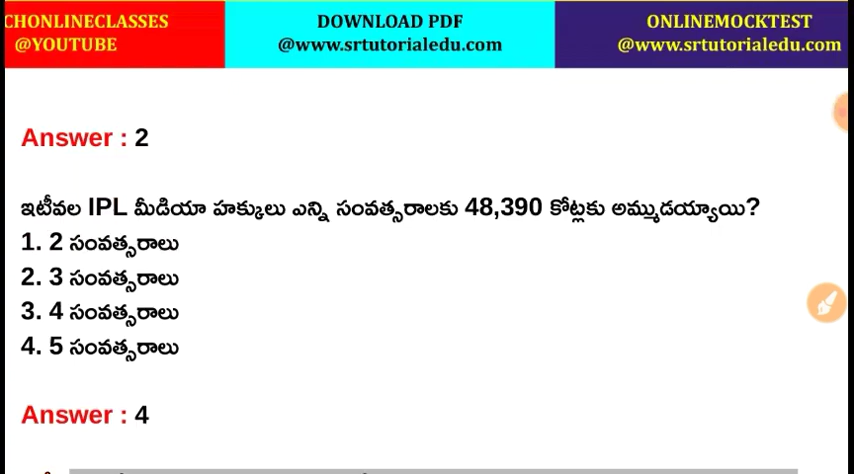 CHONLINECLASSES DOWNLOAD PDF ONLINEMOCKTEST
@YOUTUBE @www.srtutorialedu.com @www.srtutorialedu.com
Answer : 2
ఇటీవల IPL మీడియా హక్కులు ఎన్ని సంవత్సరాలకు 48,390 కోట్లకు అమ్ముడయ్యాయి?
1. 2 సంవత్సరాలు
2. 3 సంవత్సరాలు
3. 4 సంవత్సరాలు
4. 5 సంవత్సరాలు
Answer : 4